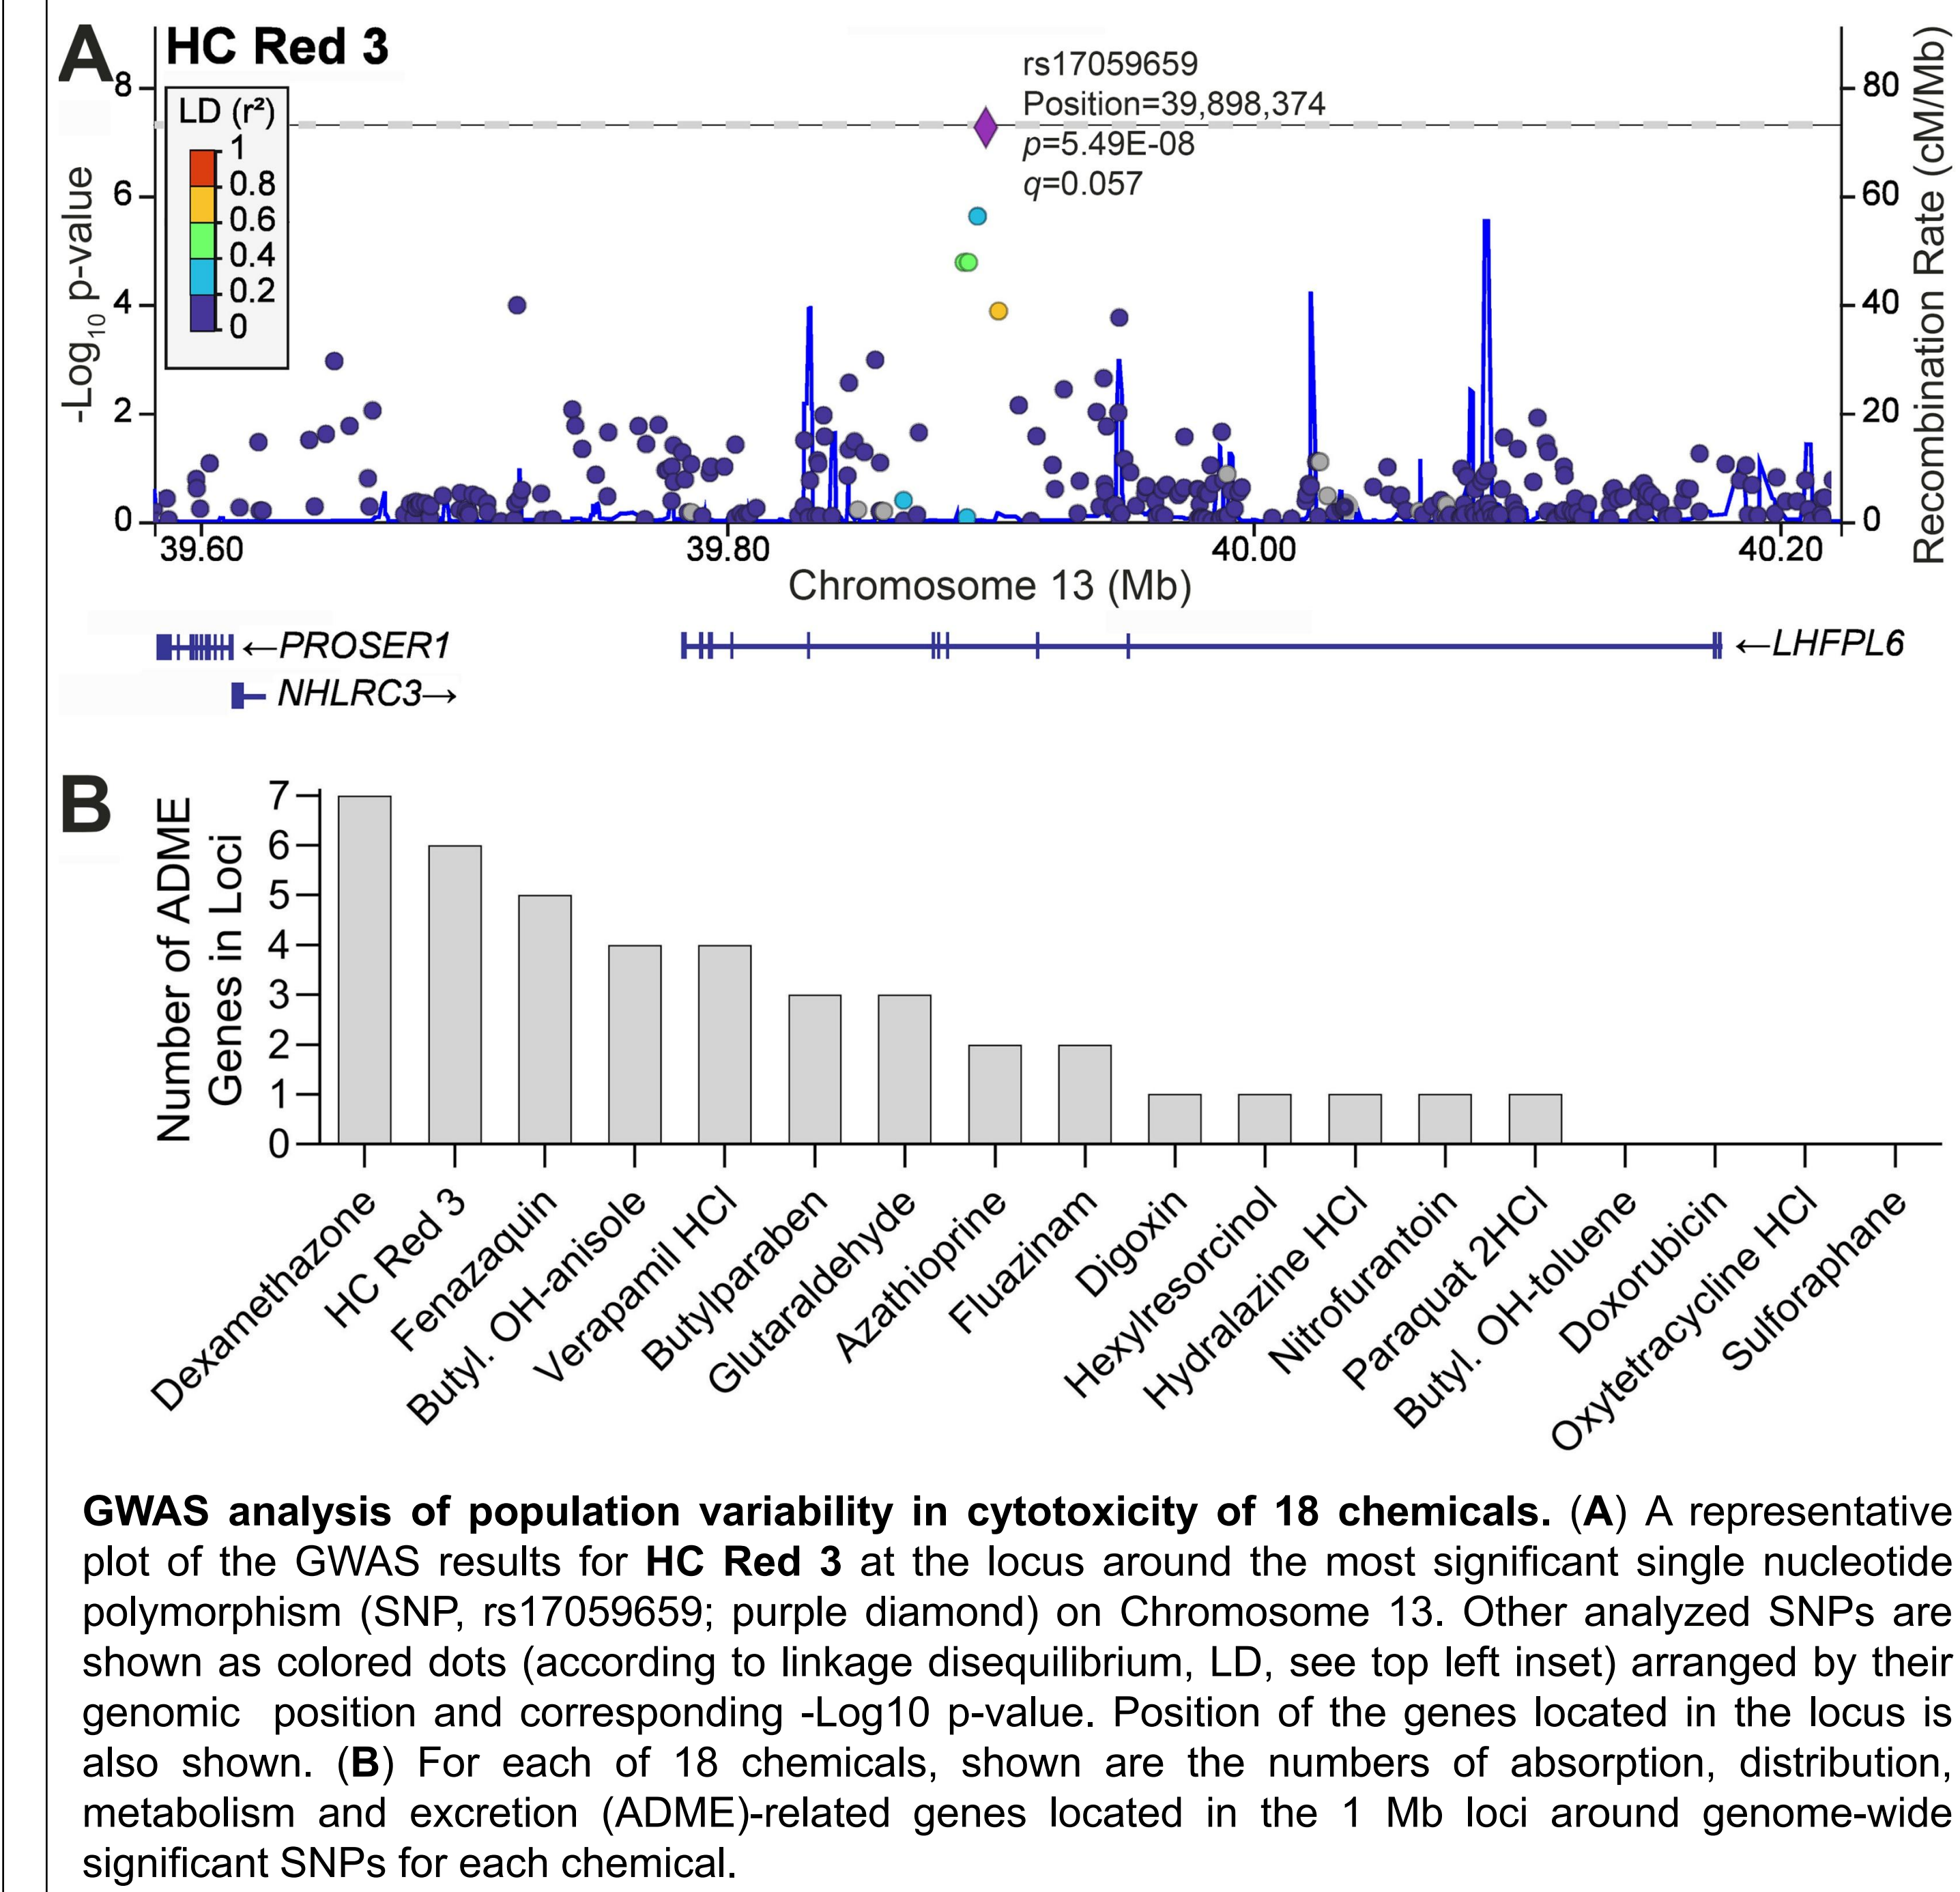 A
HC Red 3
rs17059659
Position=39,898,374
p=5.49E-08
q=0.057
LD (r²)
1
0.8
0.6
0.4
0.2
0
8
6
4
2
0
-Log10 p-value
80
60
40
20
0
Recombination Rate (cM/Mb)
39.60 39.80 40.00 40.20
Chromosome 13 (Mb)
←PROSER1
←LHFPL6
NHLRC3→
B
Number of ADME
Genes in Loci
7
6
5
4
3
2
1
0
Dexamethazone
HC Red 3
Fenazaquin
Butyl. OH-anisole
Verapamil HCl
Butylparaben
Glutaraldehyde
Azathioprine
Fluazinam
Digoxin
Hexylresorcinol
Hydralazine HCl
Nitrofurantoin
Paraquat 2HCl
Butyl. OH-toluene
Doxorubicin
Oxytetracycline HCl
Sulforaphane
GWAS analysis of population variability in cytotoxicity of 18 chemicals. (A) A representative
plot of the GWAS results for HC Red 3 at the locus around the most significant single nucleotide
polymorphism (SNP, rs17059659; purple diamond) on Chromosome 13. Other analyzed SNPs are
shown as colored dots (according to linkage disequilibrium, LD, see top left inset) arranged by their
genomic position and corresponding -Log10 p-value. Position of the genes located in the locus is
also shown. (B) For each of 18 chemicals, shown are the numbers of absorption, distribution,
metabolism and excretion (ADME)-related genes located in the 1 Mb loci around genome-wide
significant SNPs for each chemical.